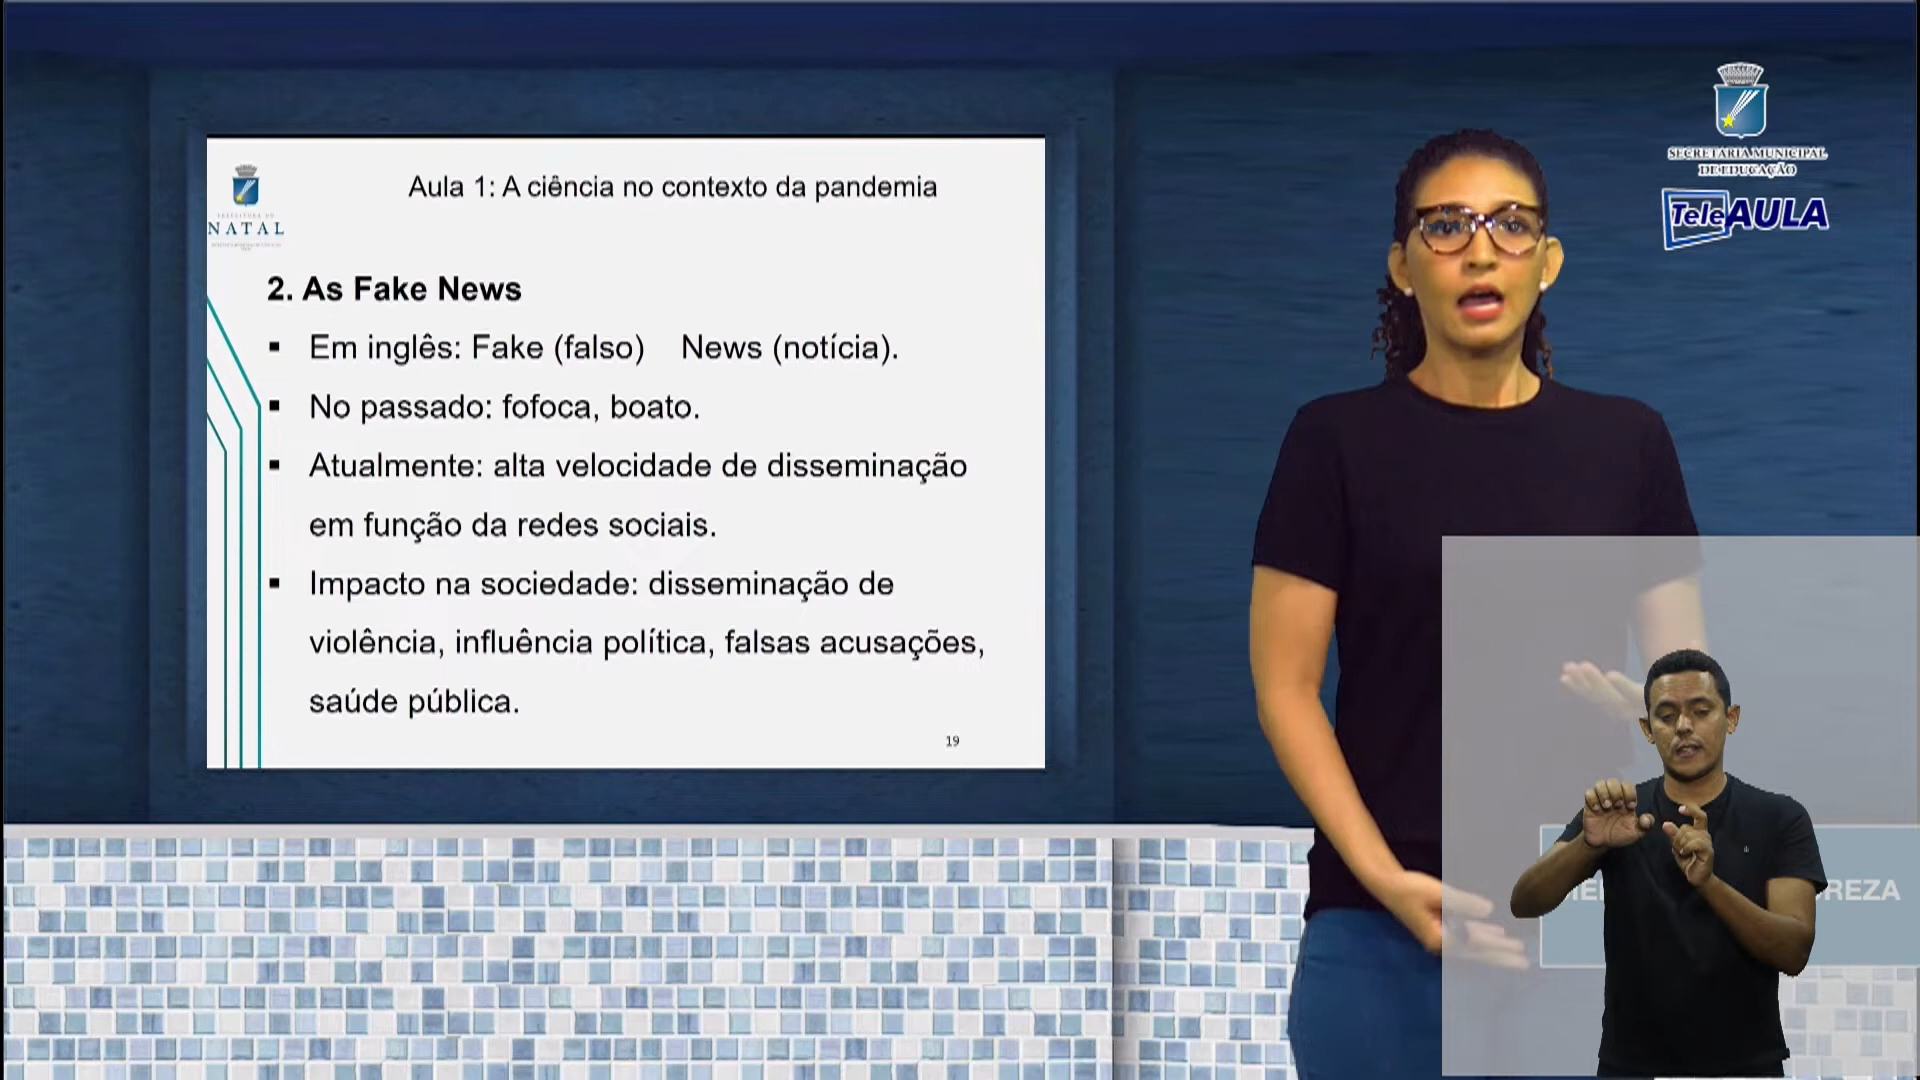 Aula 1: A ciência no contexto da pandemia
NATAL
2. As Fake News
▪ Em inglês: Fake (falso) News (notícia).
▪ No passado: fofoca, boato.
▪ Atualmente: alta velocidade de disseminação
em função da redes sociais.
▪ Impacto na sociedade: disseminação de
violência, influência política, falsas acusações,
saúde pública.
19
SECRETARIA MUNICIPAL
DE EDUCAÇÃO
TeleAULA
REZA